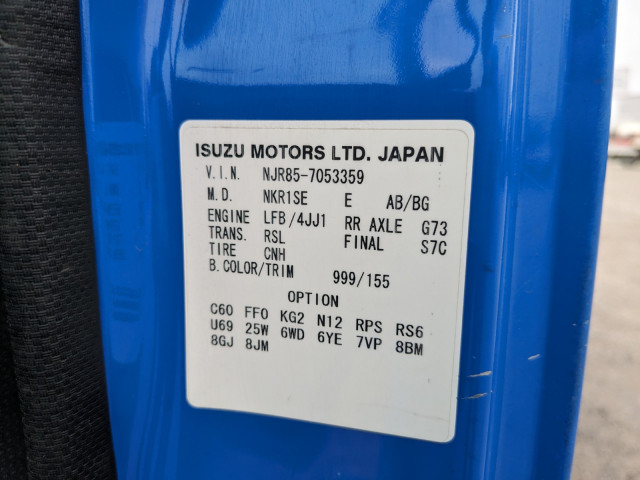 ISUZU MOTORS LTD. JAPAN
V.I.N. NJR85-7053359
M.D. NKR1SE E AB/BG
ENGINE LFB/4JJ1 RR AXLE G73
TRANS. RSL FINAL S7C
TIRE CNH
B.COLOR/TRIM 999/155
OPTION
C60 FF0 KG2 N12 RPS RS6
U69 25W 6WD 6YE 7VP 8BM
8GJ 8JM